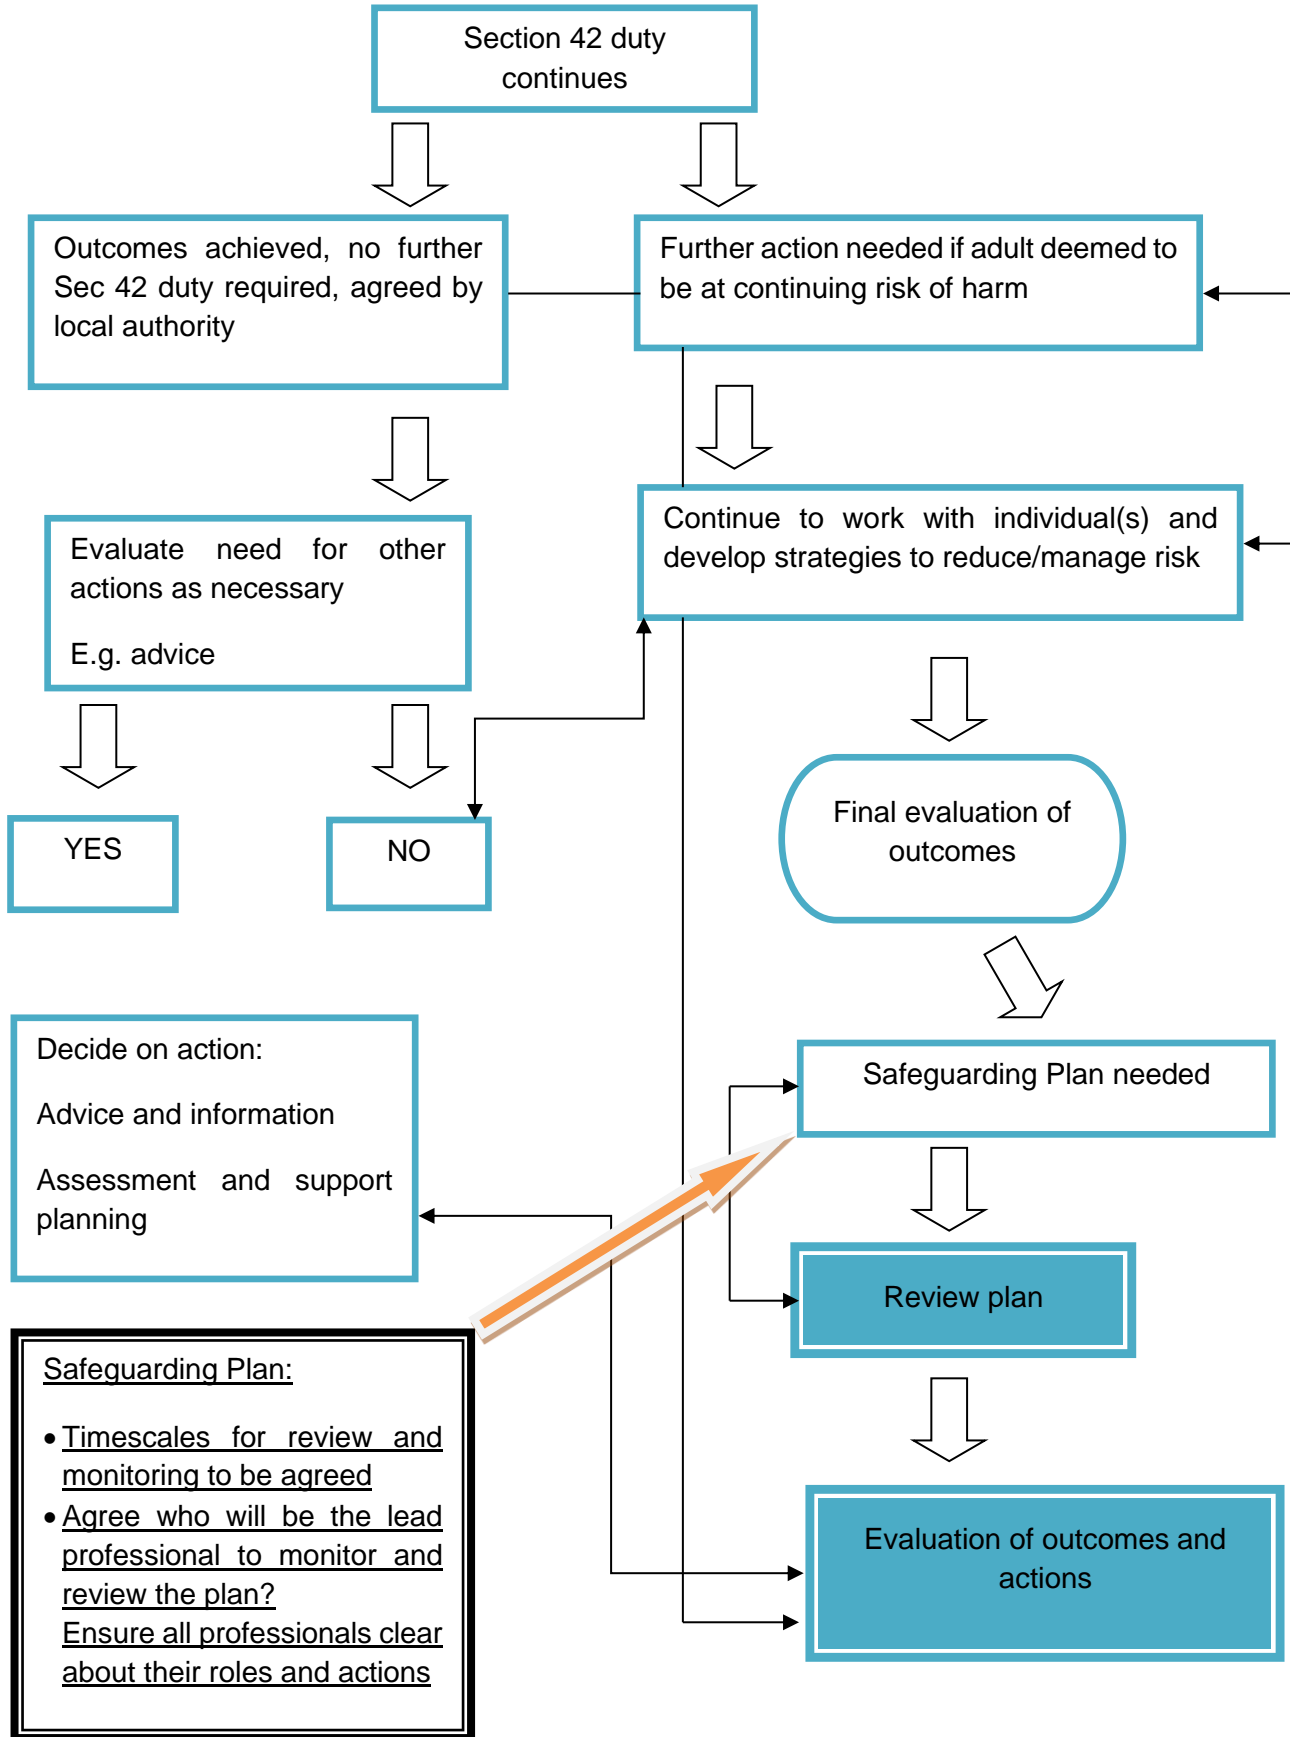 Section 42 duty
continues
Outcomes achieved, no further
Sec 42 duty required, agreed by
local authority
Further action needed if adult deemed to
be at continuing risk of harm
Evaluate need for other
actions as necessary
E.g. advice
Continue to work with individual(s) and
develop strategies to reduce/manage risk
YES
NO
Final evaluation of
outcomes
Decide on action:
Advice and information
Assessment and support
planning
Safeguarding Plan needed
Review plan
Safeguarding Plan:
• Timescales for review and
monitoring to be agreed
• Agree who will be the lead
professional to monitor and
review the plan?
Ensure all professionals clear
about their roles and actions
Evaluation of outcomes and
actions